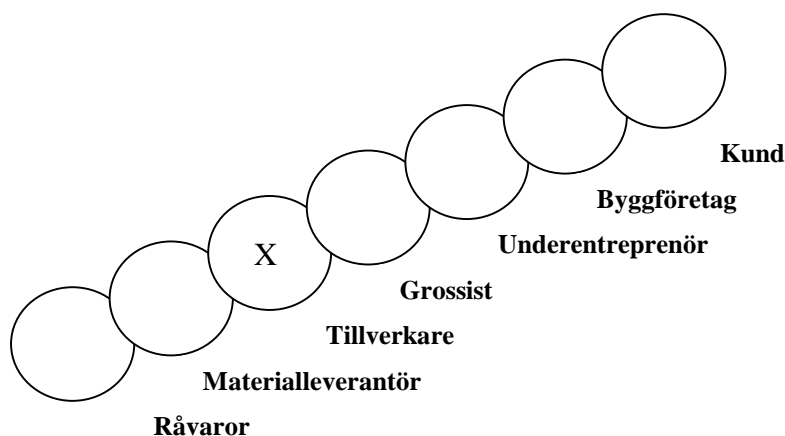 Kund
Byggföretag
Underentreprenör
X
Grossist
Tillverkare
Materialleverantör
Råvaror